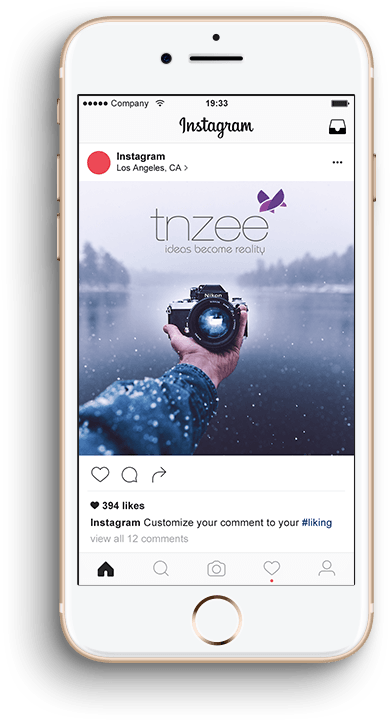 Company 19:33
Instagram
Instagram
Los Angeles, CA >
tnzee
ideas become reality
Nikon
394 likes
Instagram Customize your comment to your #liking
view all 12 comments